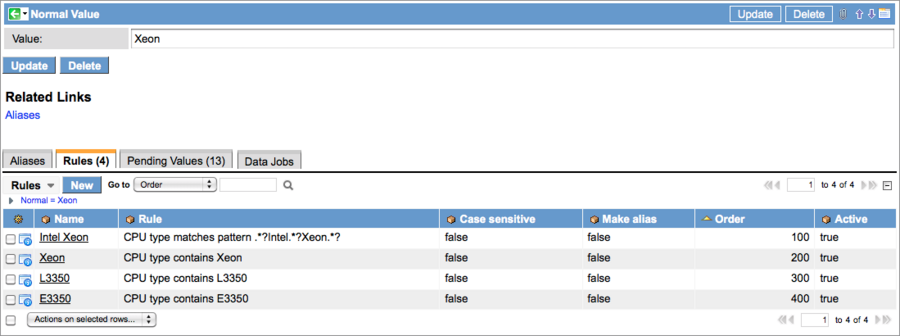 Normal Value Update Delete
Value: Xeon
Update Delete
Related Links
Aliases
Aliases Rules (4) Pending Values (13) Data Jobs
Rules New Go to Order 1 to 4 of 4
Normal = Xeon
Name Rule Case sensitive Make alias Order Active
Intel Xeon CPU type matches pattern .*?Intel.*?Xeon.*? false false 100 true
Xeon CPU type contains Xeon false false 200 true
L3350 CPU type contains L3350 false false 300 true
E3350 CPU type contains E3350 false false 400 true
Actions on selected rows... 1 to 4 of 4